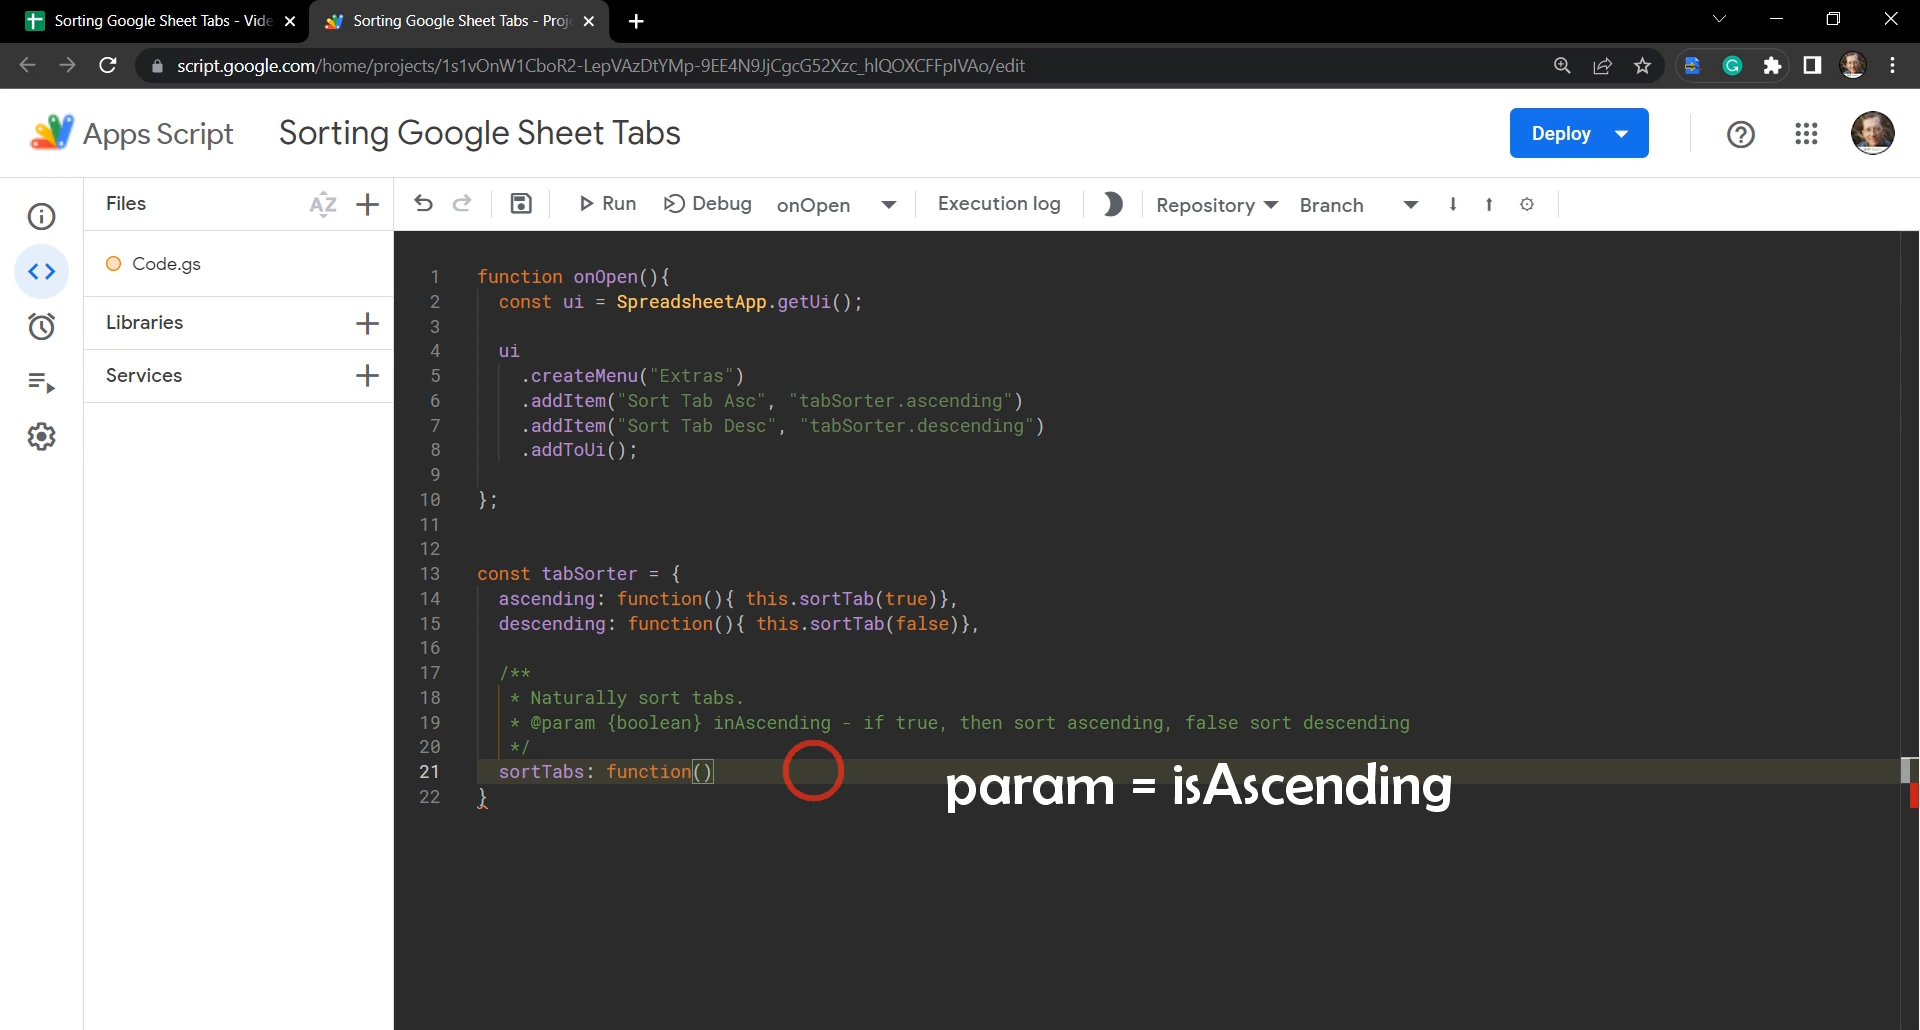 Sorting Google Sheet Tabs - Vide
Sorting Google Sheet Tabs - Proj
script.google.com/home/projects/1s1vOnW1CboR2-LepVAzDtYMp-9EE4N9JjCgcG52Xzc_hlQOXCFFplVAo/edit
Apps Script
Sorting Google Sheet Tabs
Deploy
Files
AZ
Run
Debug
onOpen
Execution log
Repository
Branch
Code.gs
Libraries
Services
1 function onOpen(){
2 const ui = SpreadsheetApp.getUi();
3
4 ui
5 .createMenu("Extras")
6 .addItem("Sort Tab Asc", "tabSorter.ascending")
7 .addItem("Sort Tab Desc", "tabSorter.descending")
8 .addToUi();
9
10 };
11
12
13 const tabSorter = {
14 ascending: function(){ this.sortTab(true)},
15 descending: function(){ this.sortTab(false)},
16
17 /**
18 * Naturally sort tabs.
19 * @param {boolean} inAscending - if true, then sort ascending, false sort descending
20 */
21 sortTabs: function()
22 }
param = isAscending